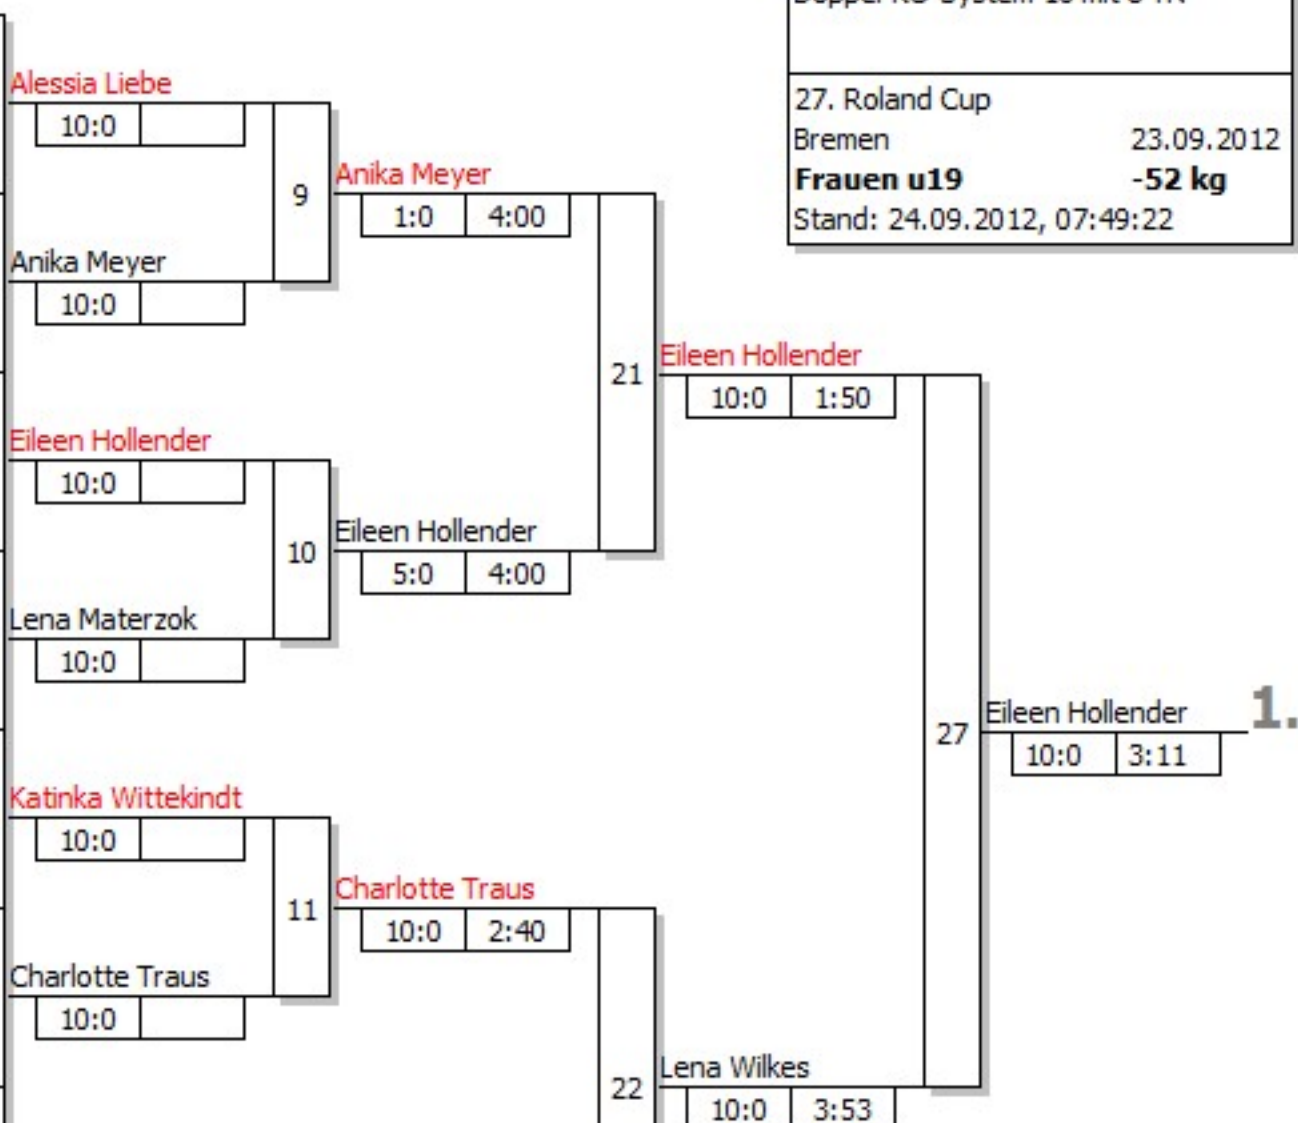 27. Roland Cup
Bremen 23.09.2012
Frauen u19 -52 kg
Stand: 24.09.2012, 07:49:22
Alessia Liebe
10:0
9
Anika Meyer
1:0 4:00
Anika Meyer
10:0
21
Eileen Hollender
10:0 1:50
Eileen Hollender
10:0
10
Eileen Hollender
5:0 4:00
Lena Materzok
10:0
27
Eileen Hollender
1.
10:0 3:11
Katinka Wittekindt
10:0
11
Charlotte Traus
10:0 2:40
Charlotte Traus
10:0
22
Lena Wilkes
10:0 3:53